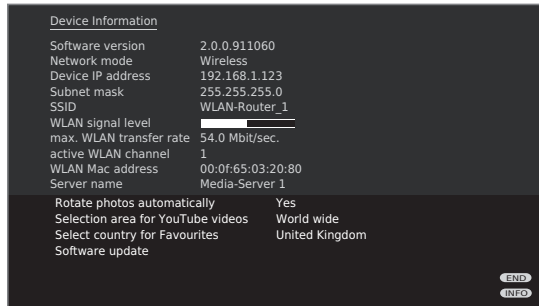 Device Information
Software version 2.0.0.911060
Network mode Wireless
Device IP address 192.168.1.123
Subnet mask 255.255.255.0
SSID WLAN-Router_1
WLAN signal level
max. WLAN transfer rate 54.0 Mbit/sec.
active WLAN channel 1
WLAN Mac address 00:0f:65:03:20:80
Server name Media-Server 1
Rotate photos automatically Yes
Selection area for YouTube videos World wide
Select country for Favourites United Kingdom
Software update
END
INFO